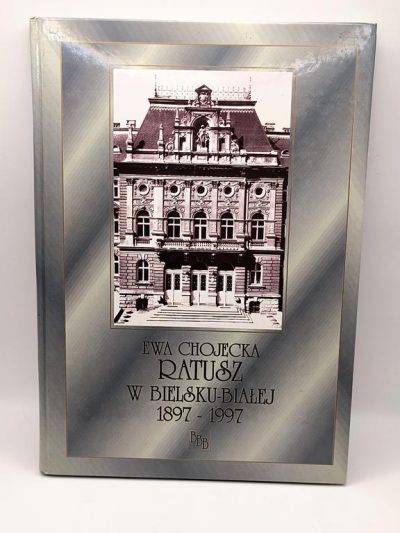 EWA CHOJECKA
RATUSZ
W BIELSKU-BIAŁEJ
1897 - 1997
BBB